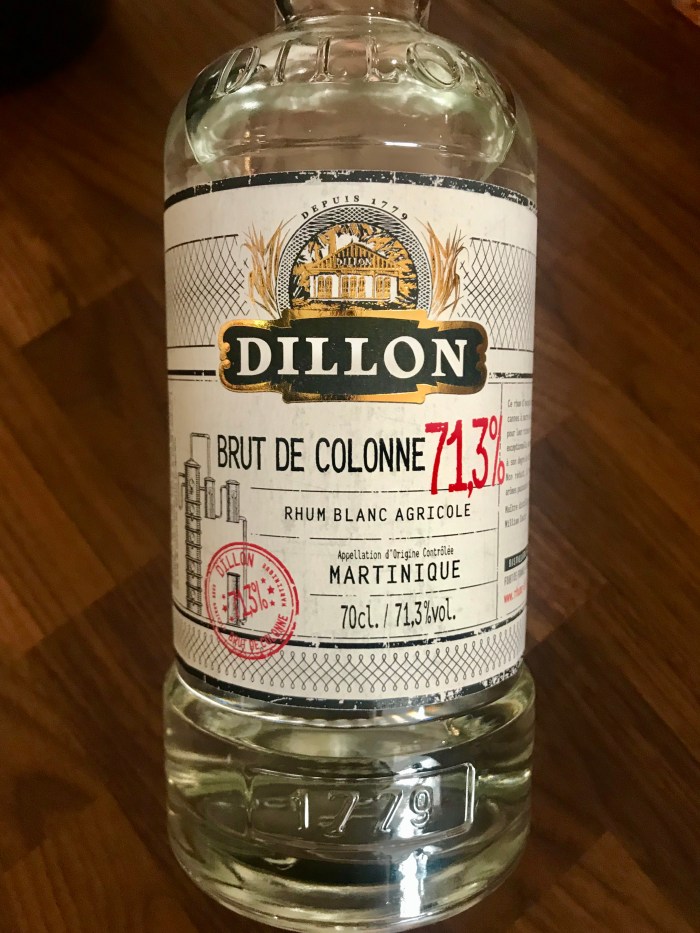 DILLON
DEPUIS 1779
DILLON
DILLON
BRUT DE COLONNE 71,3%
RHUM BLANC AGRICOLE
Appellation d'Origine Contrôlée
MARTINIQUE
70cl. / 71,3%vol.
DILLON
71,3%
BRUT DE COLONNE
1779